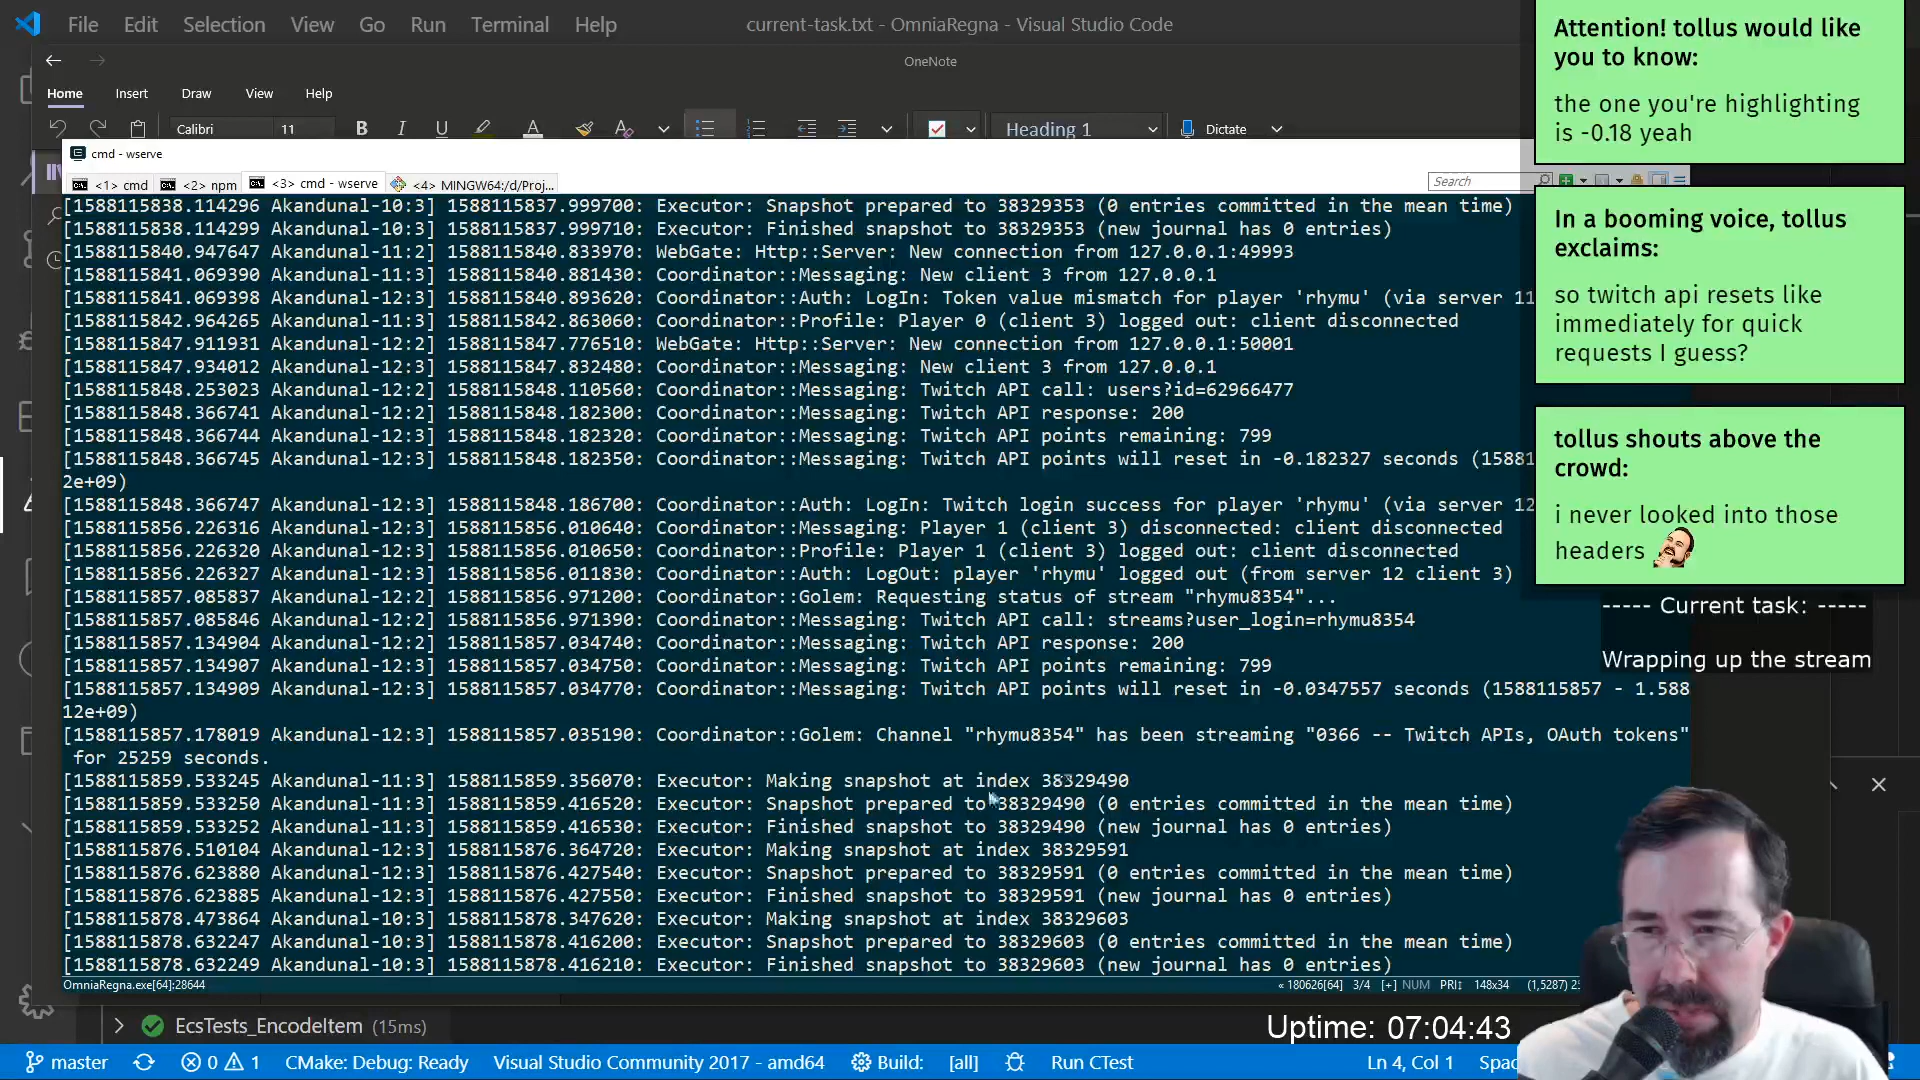 File Edit Selection View Go Run Terminal Help
current-task.txt - OmniaRegna - Visual Studio Code
OneNote
Home Insert Draw View Help
Calibri 11 B I U A Heading 1 Dictate
cmd - wserve
<1> cmd <2> npm <3> cmd - wserve <4> MINGW64:/d/Proj...
Search
[1588115838.114296 Akandunal-10:3] 1588115837.999700: Executor: Snapshot prepared to 38329353 (0 entries committed in the mean time)
[1588115838.114299 Akandunal-10:3] 1588115837.999710: Executor: Finished snapshot to 38329353 (new journal has 0 entries)
[1588115840.947647 Akandunal-11:2] 1588115840.833970: WebGate: Http::Server: New connection from 127.0.0.1:49993
[1588115841.069390 Akandunal-11:3] 1588115840.881430: Coordinator::Messaging: New client 3 from 127.0.0.1
[1588115841.069398 Akandunal-12:3] 1588115840.893620: Coordinator::Auth: LogIn: Token value mismatch for player 'rhymu' (via server 11
[1588115842.964265 Akandunal-11:3] 1588115842.863060: Coordinator::Profile: Player 0 (client 3) logged out: client disconnected
[1588115847.911931 Akandunal-12:2] 1588115847.776510: WebGate: Http::Server: New connection from 127.0.0.1:50001
[1588115847.934012 Akandunal-12:3] 1588115847.832480: Coordinator::Messaging: New client 3 from 127.0.0.1
[1588115848.253023 Akandunal-12:2] 1588115848.110560: Coordinator::Messaging: Twitch API call: users?id=62966477
[1588115848.366741 Akandunal-12:2] 1588115848.182300: Coordinator::Messaging: Twitch API response: 200
[1588115848.366744 Akandunal-12:3] 1588115848.182320: Coordinator::Messaging: Twitch API points remaining: 799
[1588115848.366745 Akandunal-12:3] 1588115848.182350: Coordinator::Messaging: Twitch API points will reset in -0.182327 seconds (15881
2e+09)
[1588115848.366747 Akandunal-12:3] 1588115848.186700: Coordinator::Auth: LogIn: Twitch login success for player 'rhymu' (via server 12
[1588115856.226316 Akandunal-12:3] 1588115856.010640: Coordinator::Messaging: Player 1 (client 3) disconnected: client disconnected
[1588115856.226320 Akandunal-12:3] 1588115856.010650: Coordinator::Profile: Player 1 (client 3) logged out: client disconnected
[1588115856.226327 Akandunal-12:3] 1588115856.011830: Coordinator::Auth: LogOut: player 'rhymu' logged out (from server 12 client 3)
[1588115857.085837 Akandunal-12:2] 1588115856.971200: Coordinator::Golem: Requesting status of stream "rhymu8354"...
[1588115857.085846 Akandunal-12:2] 1588115856.971390: Coordinator::Messaging: Twitch API call: streams?user_login=rhymu8354
[1588115857.134904 Akandunal-12:2] 1588115857.034740: Coordinator::Messaging: Twitch API response: 200
[1588115857.134907 Akandunal-12:3] 1588115857.034750: Coordinator::Messaging: Twitch API points remaining: 799
[1588115857.134909 Akandunal-12:3] 1588115857.034770: Coordinator::Messaging: Twitch API points will reset in -0.0347557 seconds (1588115857 - 1.588
12e+09)
[1588115857.178019 Akandunal-12:3] 1588115857.035190: Coordinator::Golem: Channel "rhymu8354" has been streaming "0366 -- Twitch APIs, OAuth tokens"
for 25259 seconds.
[1588115859.533245 Akandunal-11:3] 1588115859.356070: Executor: Making snapshot at index 38329490
[1588115859.533250 Akandunal-11:3] 1588115859.416520: Executor: Snapshot prepared to 38329490 (0 entries committed in the mean time)
[1588115859.533252 Akandunal-11:3] 1588115859.416530: Executor: Finished snapshot to 38329490 (new journal has 0 entries)
[1588115876.510104 Akandunal-12:3] 1588115876.364720: Executor: Making snapshot at index 38329591
[1588115876.623880 Akandunal-12:3] 1588115876.427540: Executor: Snapshot prepared to 38329591 (0 entries committed in the mean time)
[1588115876.623885 Akandunal-12:3] 1588115876.427550: Executor: Finished snapshot to 38329591 (new journal has 0 entries)
[1588115878.473864 Akandunal-10:3] 1588115878.347620: Executor: Making snapshot at index 38329603
[1588115878.632247 Akandunal-10:3] 1588115878.416200: Executor: Snapshot prepared to 38329603 (0 entries committed in the mean time)
[1588115878.632249 Akandunal-10:3] 1588115878.416210: Executor: Finished snapshot to 38329603 (new journal has 0 entries)
OmniaRegna.exe[64]:28644
« 180626[64] 3/4 [+] NUM PRI↕ 148x34 (1,5287)
EcsTests_EncodeItem (15ms)
Uptime: 07:04:43
master 0 1 CMake: Debug: Ready Visual Studio Community 2017 - amd64 Build: [all] Run CTest Ln 4, Col 1
Attention! tollus would like
you to know:
the one you're highlighting
is -0.18 yeah
In a booming voice, tollus
exclaims:
so twitch api resets like
immediately for quick
requests I guess?
tollus shouts above the
crowd:
i never looked into those
headers
----- Current task: -----
Wrapping up the stream